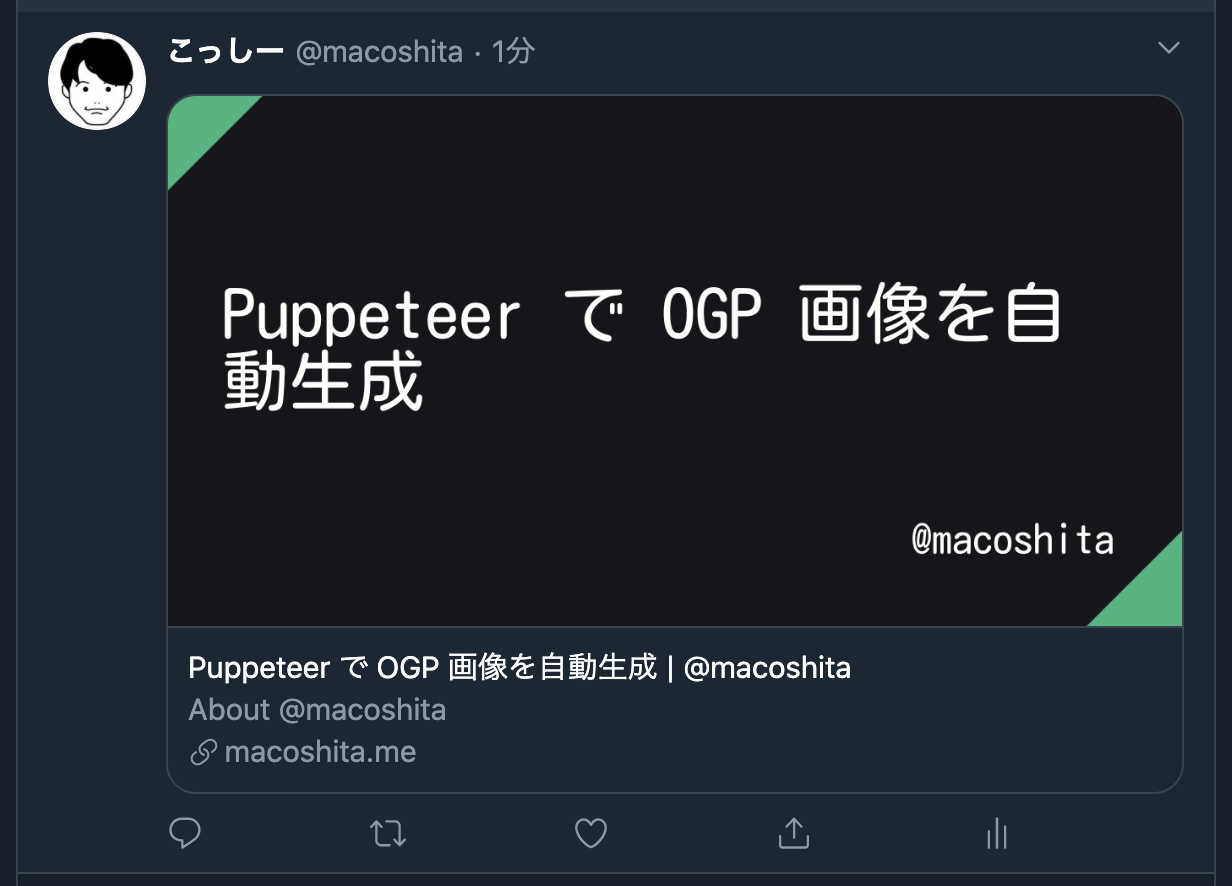 こっしー @macoshita · 1分
Puppeteer で OGP 画像を自
動生成
@macoshita
Puppeteer で OGP 画像を自動生成 | @macoshita
About @macoshita
macoshita.me